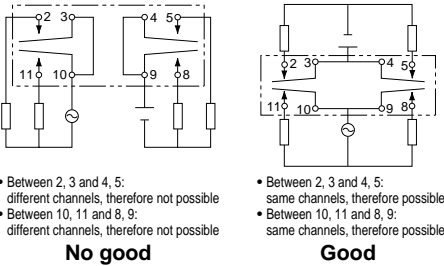 2 3 4 5
11 10 9 8
2 3 4 5
11 10 9 8
• Between 2, 3 and 4, 5:
different channels, therefore not possible
• Between 10, 11 and 8, 9:
different channels, therefore not possible
No good
• Between 2, 3 and 4, 5:
same channels, therefore possible
• Between 10, 11 and 8, 9:
same channels, therefore possible
Good